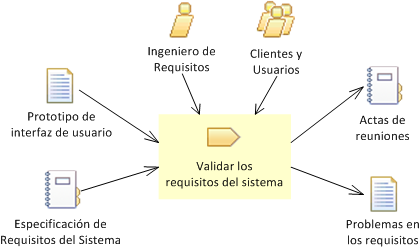 Ingeniero de
Requisitos
Clientes y
Usuarios
Prototipo de
interfaz de usuario
Actas de
reuniones
Validar los
requisitos del sistema
Especificación de
Requisitos del Sistema
Problemas en
los requisitos